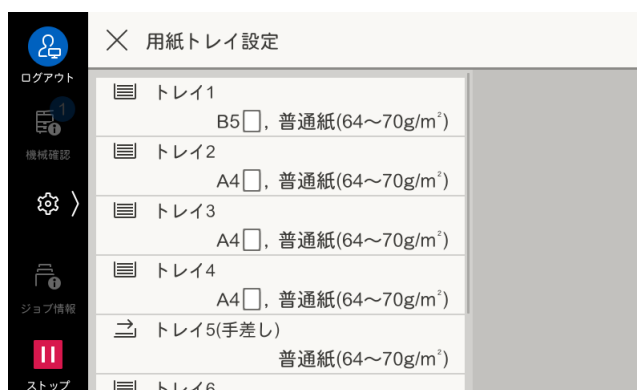 用紙トレイ設定
ログアウト
1
機械確認
ジョブ情報
ストップ
トレイ1
B5, 普通紙(64～70g/m²)
トレイ2
A4, 普通紙(64～70g/m²)
トレイ3
A4, 普通紙(64～70g/m²)
トレイ4
A4, 普通紙(64～70g/m²)
トレイ5(手差し)
普通紙(64～70g/m²)
トレイ6